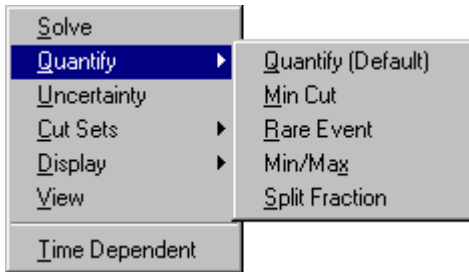 Solve
Quantify
Uncertainty
Cut Sets
Display
View
Time Dependent
Quantify (Default)
Min Cut
Rare Event
Min/Max
Split Fraction